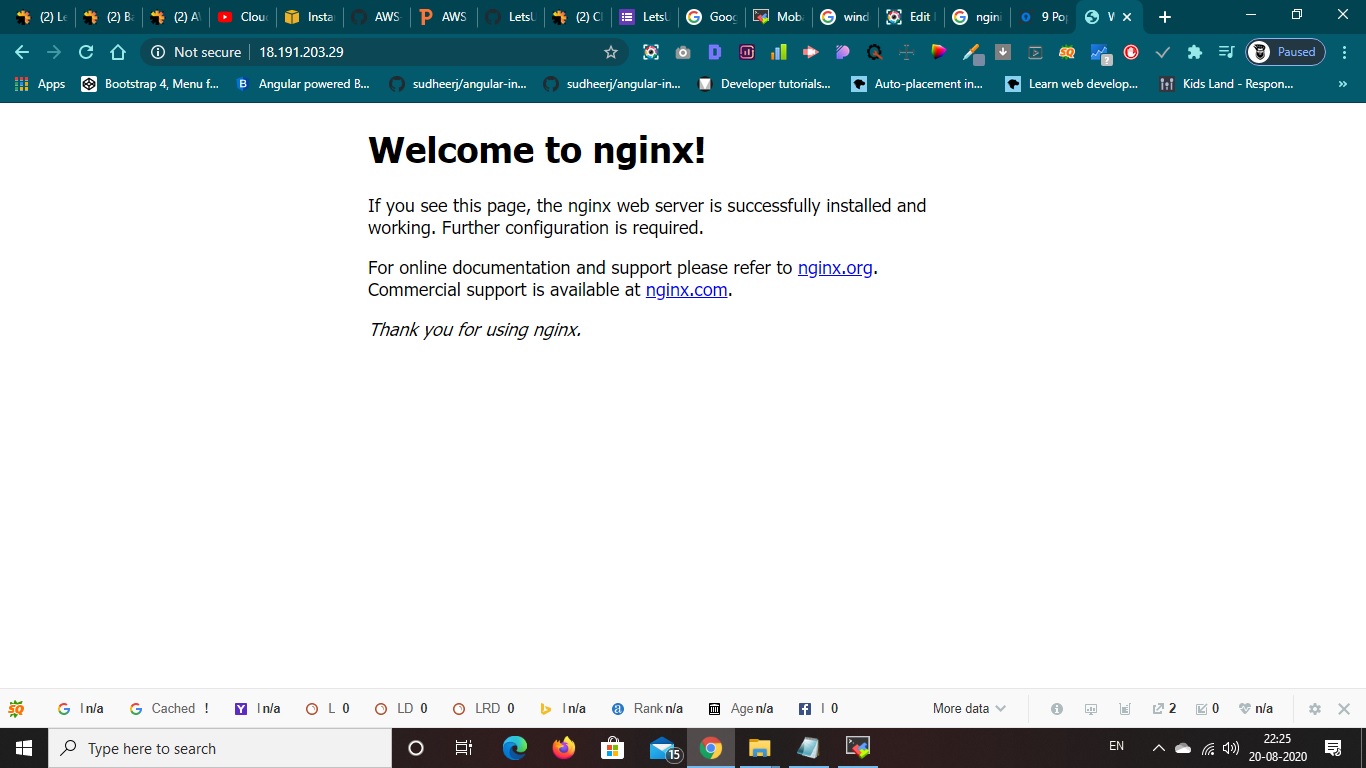 (2) Le
(2) Ba
(2) A
Clou
Insta
AWS
AWS
LetsU
(2) Cl
LetsU
Goog
Moba
wind
Edit
ngin
9 Pop
W
Not secure
18.191.203.29
Paused
Apps
Bootstrap 4, Menu f...
Angular powered B...
sudheerj/angular-in...
sudheerj/angular-in...
Developer tutorials...
Auto-placement in...
Learn web develop...
Kids Land - Respon...
»
Welcome to nginx!
If you see this page, the nginx web server is successfully installed and
working. Further configuration is required.
For online documentation and support please refer to nginx.org.
Commercial support is available at nginx.com.
Thank you for using nginx.
I n/a
Cached !
I n/a
L 0
LD 0
LRD 0
I n/a
Rank n/a
Age n/a
I 0
More data
2
0
n/a
Type here to search
15
EN
22:25
20-08-2020